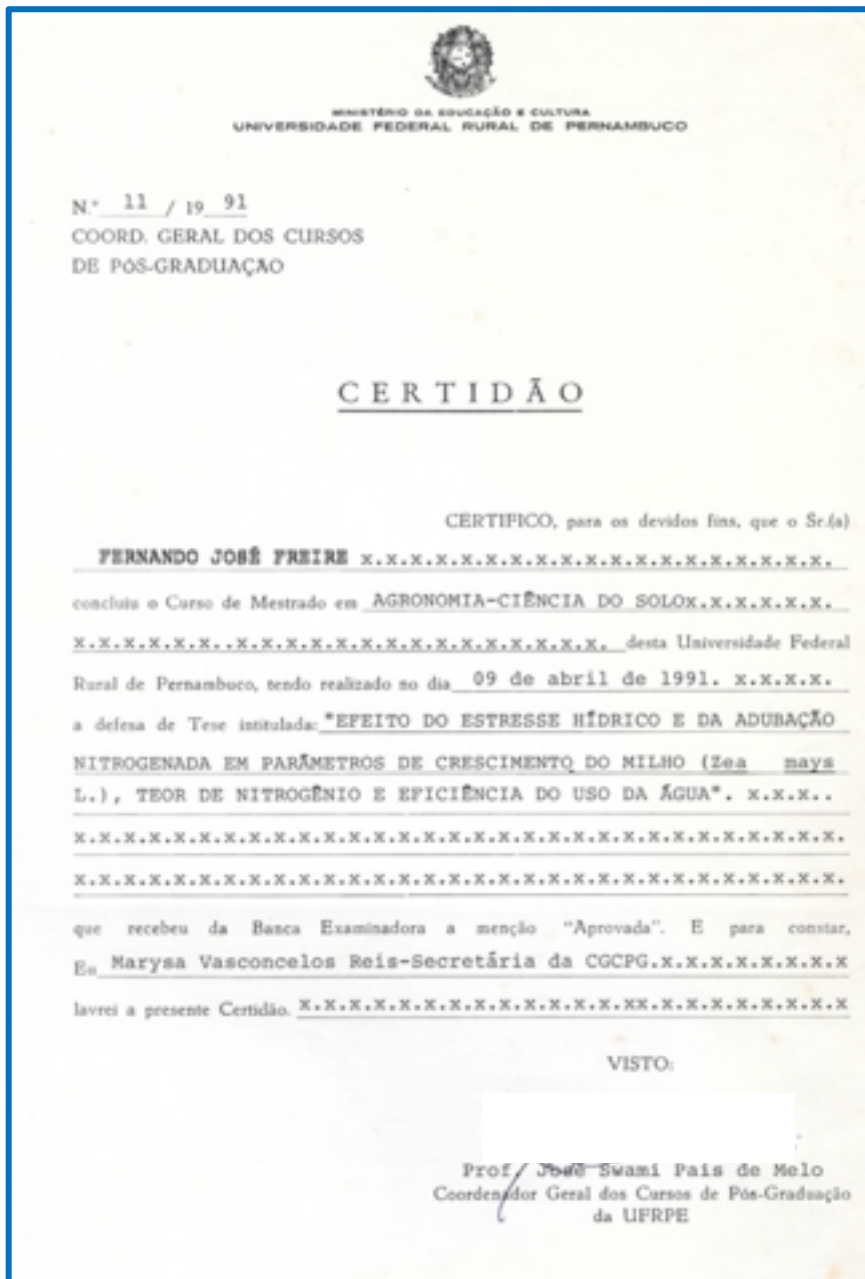 MINISTÉRIO DA EDUCAÇÃO E CULTURA
UNIVERSIDADE FEDERAL RURAL DE PERNAMBUCO
N.º 11 / 19 91
COORD. GERAL DOS CURSOS
DE PÓS-GRADUAÇÃO
CERTIDÃO
CERTIFICO, para os devidos fins, que o Sr.(a)
FERNANDO JOSÉ FREIRE x.x.x.x.x.x.x.x.x.x.x.x.x.x.x.x.x.x.x.x.
concluiu o Curso de Mestrado em AGRONOMIA-CIÊNCIA DO SOLOx.x.x.x.x.x.
x.x.x.x.x.x..x.x.x.x.x.x.x.x.x.x.x.x.x.x.x.x. desta Universidade Federal
Rural de Pernambuco, tendo realizado no dia 09 de abril de 1991. x.x.x.x.
a defesa de Tese intitulada: "EFEITO DO ESTRESSE HÍDRICO E DA ADUBAÇÃO
NITROGENADA EM PARÂMETROS DE CRESCIMENTO DO MILHO (Zea mays
L.), TEOR DE NITROGÊNIO E EFICIÊNCIA DO USO DA ÁGUA". x.x.x..
x.x.x.x.x.x.x.x.x.x.x.x.x.x.x.x.x.x.x.x.x.x.x.x.x.x.x.x.x.x.x.x.x.
x.x.x.x.x.x.x.x.x.x.x.x.x.x.x.x.x.x.x.x.x.x.x.x.x.x.x.x.x.x.x.x.x.
que recebeu da Banca Examinadora a menção "Aprovada". E para constar,
Eu Marysa Vasconcelos Reis-Secretária da CGCPG.x.x.x.x.x.x.x.x
lavrei a presente Certidão. x.x.x.x.x.x.x.x.x.x.x.x.x.x.xx.x.x.x.x.x.x.x.x.x
VISTO:
Prof. José Swami Pais de Melo
Coordenador Geral dos Cursos de Pós-Graduação
da UFRPE